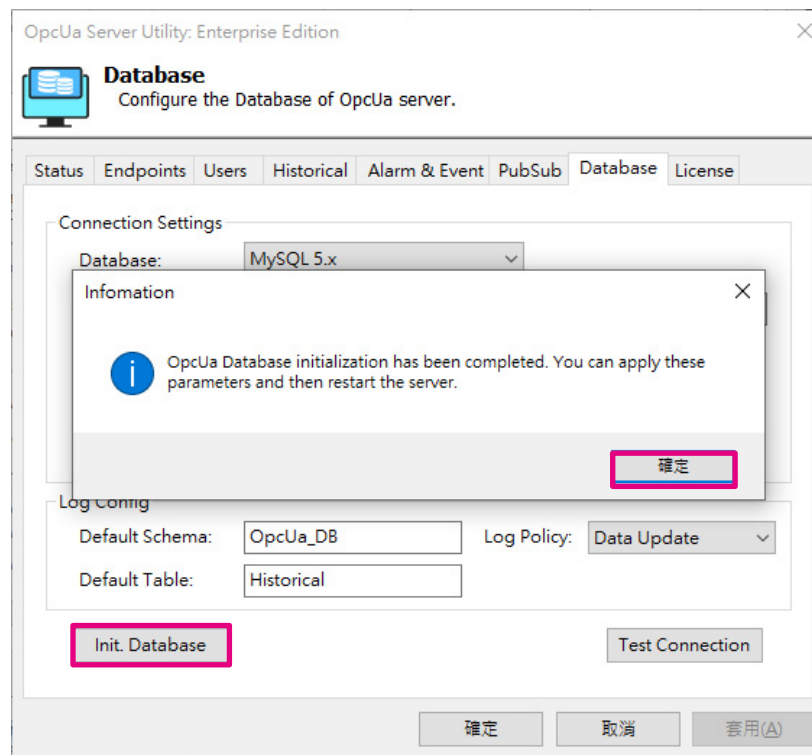 OpcUa Server Utility: Enterprise Edition
Database
Configure the Database of OpcUa server.
Status Endpoints Users Historical Alarm & Event PubSub Database License
Connection Settings
Database: MySQL 5.x
Infomation
OpcUa Database initialization has been completed. You can apply these
parameters and then restart the server.
確定
Log Config
Default Schema: OpcUa_DB Log Policy: Data Update
Default Table: Historical
Init. Database Test Connection
確定 取消 套用(A)